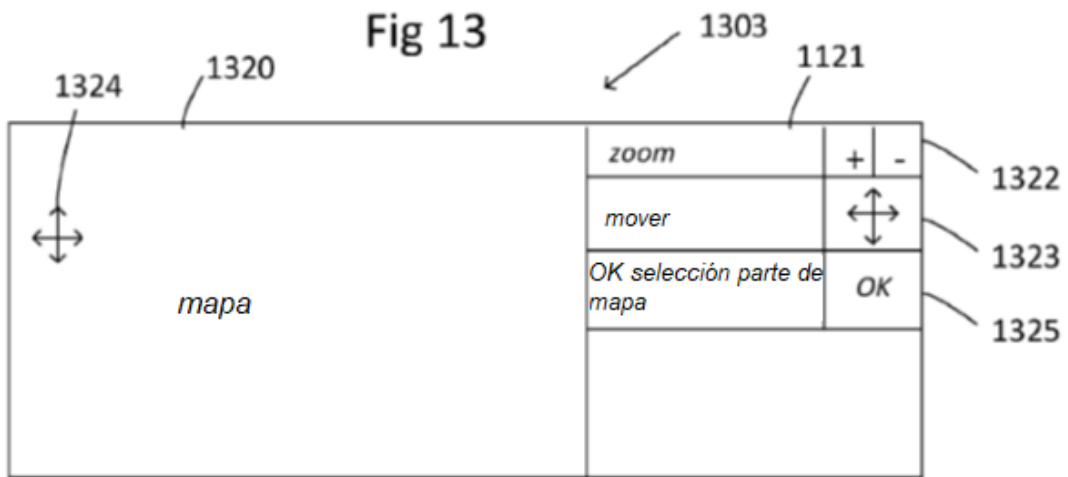 Fig 13
1303
1121
1320
1324
zoom + -
1322
mover
1323
mapa
OK selección parte de
mapa
OK
1325